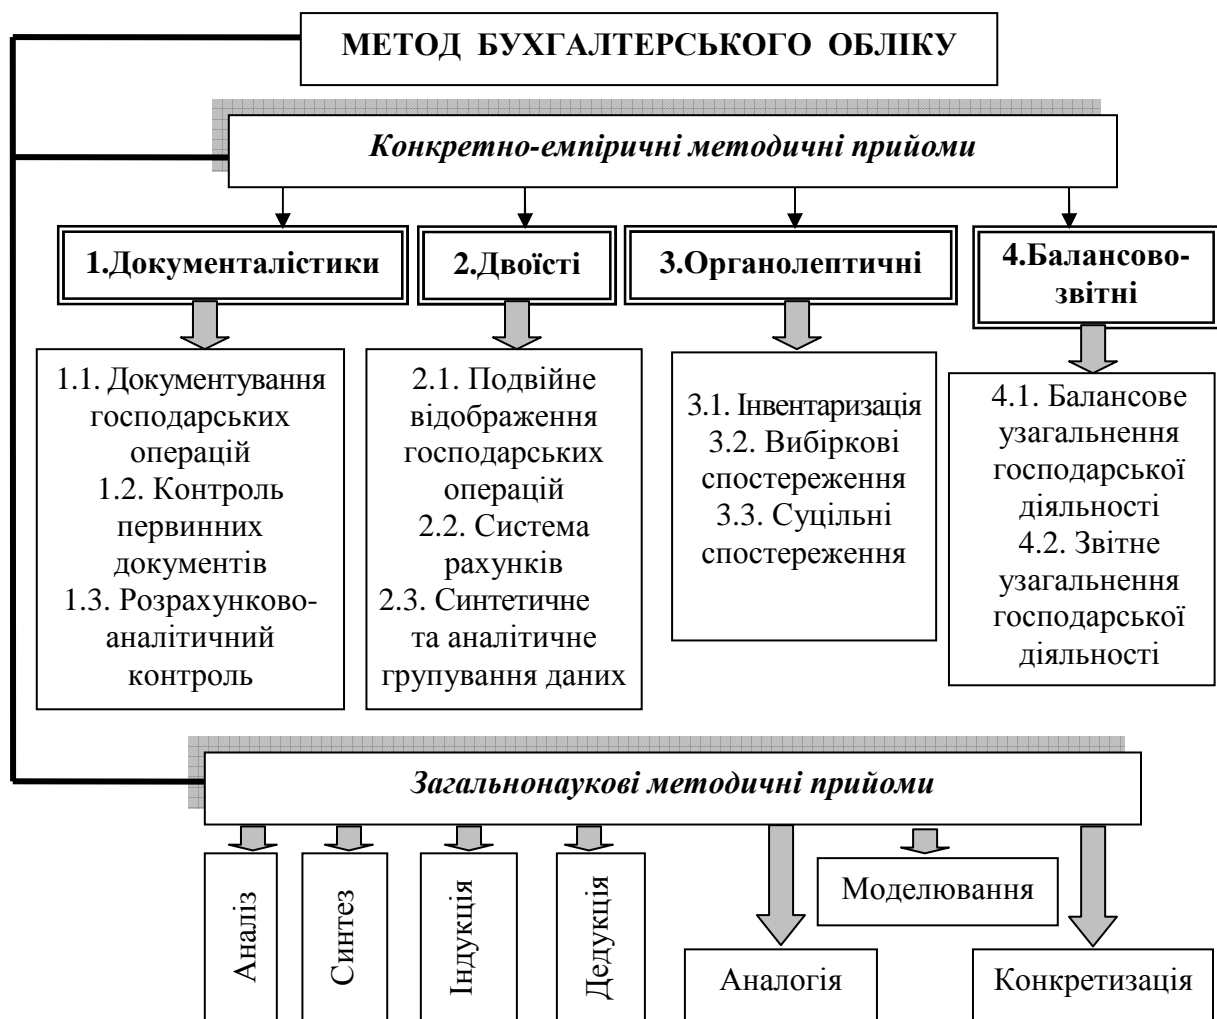 МЕТОД БУХГАЛТЕРСЬКОГО ОБЛІКУ
Конкретно-емпіричні методичні прийоми
1.Документалістики
2.Двоїсті
3.Органолептичні
4.Балансово-
звітні
1.1. Документування
господарських
операцій
1.2. Контроль
первинних
документів
1.3. Розрахунково-
аналітичний
контроль
2.1. Подвійне
відображення
господарських
операцій
2.2. Система
рахунків
2.3. Синтетичне
та аналітичне
групування даних
3.1. Інвентаризація
3.2. Вибіркові
спостереження
3.3. Суцільні
спостереження
4.1. Балансове
узагальнення
господарської
діяльності
4.2. Звітне
узагальнення
господарської
діяльності
Загальнонаукові методичні прийоми
Аналіз
Синтез
Індукція
Дедукція
Аналогія
Моделювання
Конкретизація